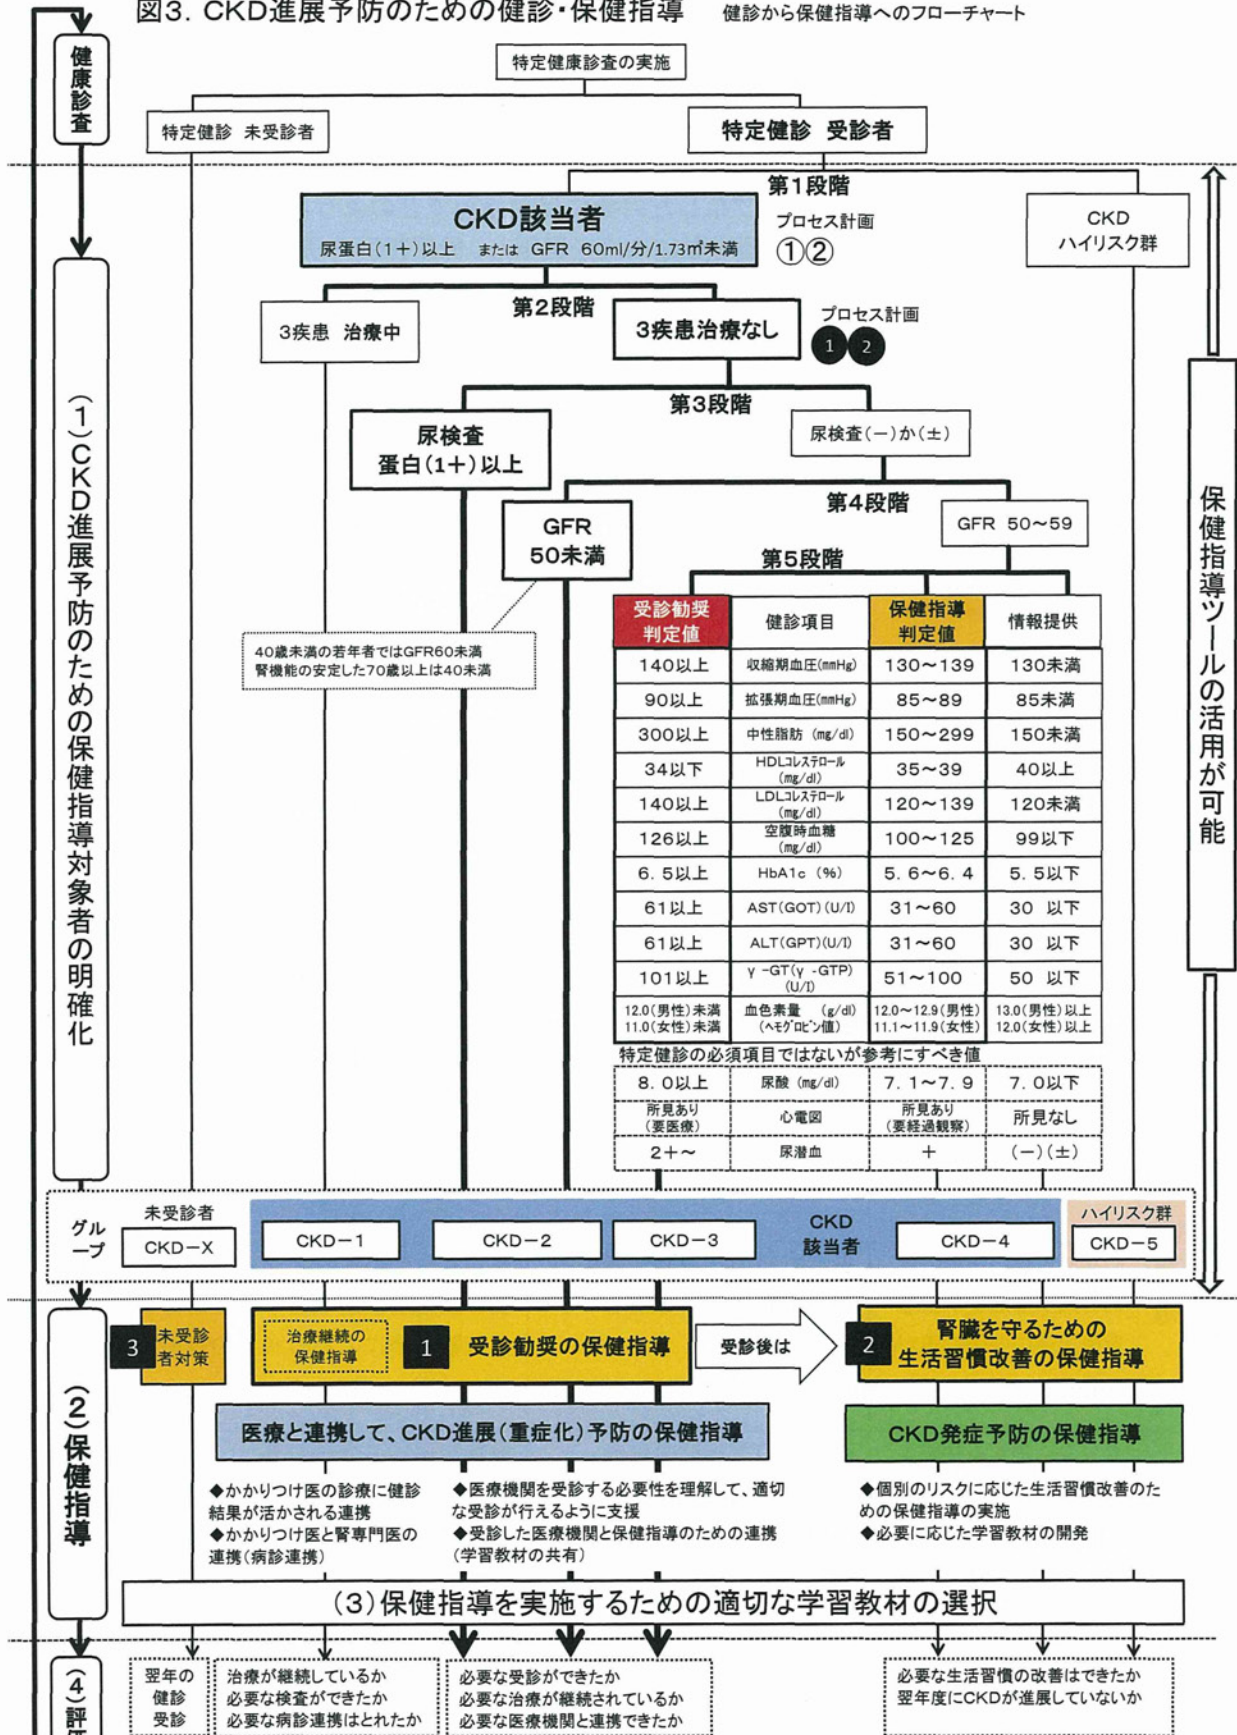 図3．CKD進展予防のための健診・保健指導　健診から保健指導へのフローチャート
健康診査
特定健康診査の実施
特定健診 未受診者
特定健診 受診者
第1段階
CKD該当者
尿蛋白(1＋)以上　または GFR 60ml/分/1.73㎡未満
プロセス計画
①②
CKD
ハイリスク群
第2段階
3疾患 治療中
3疾患治療なし
プロセス計画
❶❷
第3段階
尿検査
蛋白(1＋)以上
尿検査(－)か(±)
第4段階
GFR
50未満
GFR 50～59
第5段階
40歳未満の若年者ではGFR60未満
腎機能の安定した70歳以上は40未満
受診勧奨判定値　健診項目　保健指導判定値　情報提供
140以上　収縮期血圧(mmHg)　130～139　130未満
90以上　拡張期血圧(mmHg)　85～89　85未満
300以上　中性脂肪 (mg/dl)　150～299　150未満
34以下　HDLコレステロール (mg/dl)　35～39　40以上
140以上　LDLコレステロール (mg/dl)　120～139　120未満
126以上　空腹時血糖 (mg/dl)　100～125　99以下
6．5以上　HbA1c (%)　5．6～6．4　5．5以下
61以上　AST(GOT)(U/l)　31～60　30 以下
61以上　ALT(GPT)(U/l)　31～60　30 以下
101以上　γ-GT(γ-GTP) (U/l)　51～100　50 以下
12.0(男性)未満　血色素量 (g/dl)　12.0～12.9(男性)　13.0(男性)以上
11.0(女性)未満　(ヘモグロビン値)　11.1～11.9(女性)　12.0(女性)以上
特定健診の必須項目ではないが参考にすべき値
8．0以上　尿酸 (mg/dl)　7．1～7．9　7．0以下
所見あり(要医療)　心電図　所見あり(要経過観察)　所見なし
2＋～　尿潜血　＋　(－)(±)
(1)CKD進展予防のための保健指導対象者の明確化
保健指導ツールの活用が可能
グループ
未受診者
CKD－X
CKD－1
CKD－2
CKD－3
CKD
該当者
CKD－4
ハイリスク群
CKD－5
(2)保健指導
3 未受診者対策
治療継続の
保健指導
1 受診勧奨の保健指導
受診後は
2 腎臓を守るための
生活習慣改善の保健指導
医療と連携して、CKD進展(重症化)予防の保健指導
CKD発症予防の保健指導
◆かかりつけ医の診療に健診
結果が活かされる連携
◆かかりつけ医と腎専門医の
連携(病診連携)
◆医療機関を受診する必要性を理解して、適切
な受診が行えるように支援
◆受診した医療機関と保健指導のための連携
(学習教材の共有)
◆個別のリスクに応じた生活習慣改善のた
めの保健指導の実施
◆必要に応じた学習教材の開発
(3)保健指導を実施するための適切な学習教材の選択
(4)評価
翌年の
健診
受診
治療が継続しているか
必要な検査ができたか
必要な病診連携はとれたか
必要な受診ができたか
必要な治療が継続されているか
必要な医療機関と連携できたか
必要な生活習慣の改善はできたか
翌年度にCKDが進展していないか